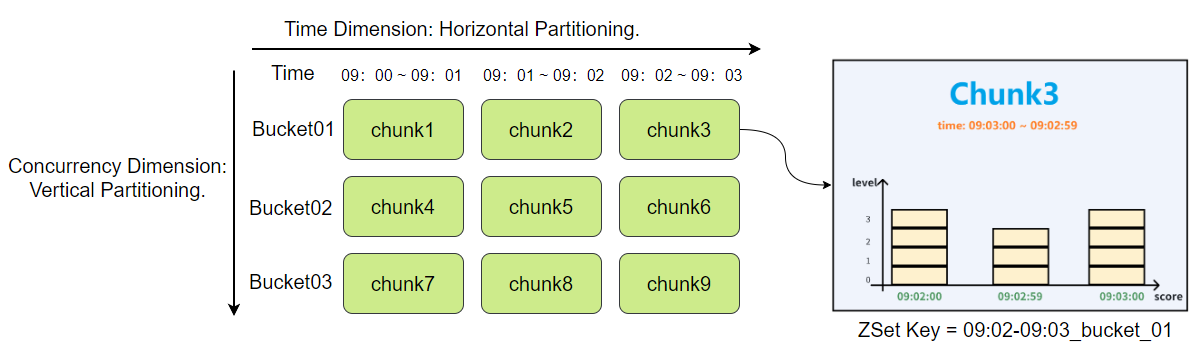 Time Dimension: Horizontal Partitioning.
Time
09：00 ~ 09：01
09：01 ~ 09：02
09：02 ~ 09：03
Bucket01
chunk1
chunk2
chunk3
Concurrency Dimension:
Vertical Partitioning.
Bucket02
chunk4
chunk5
chunk6
Bucket03
chunk7
chunk8
chunk9
Chunk3
time: 09:03:00 ~ 09:02:59
level
3
2
1
0
09:02:00
09:02:59
09:03:00
score
ZSet Key = 09:02-09:03_bucket_01